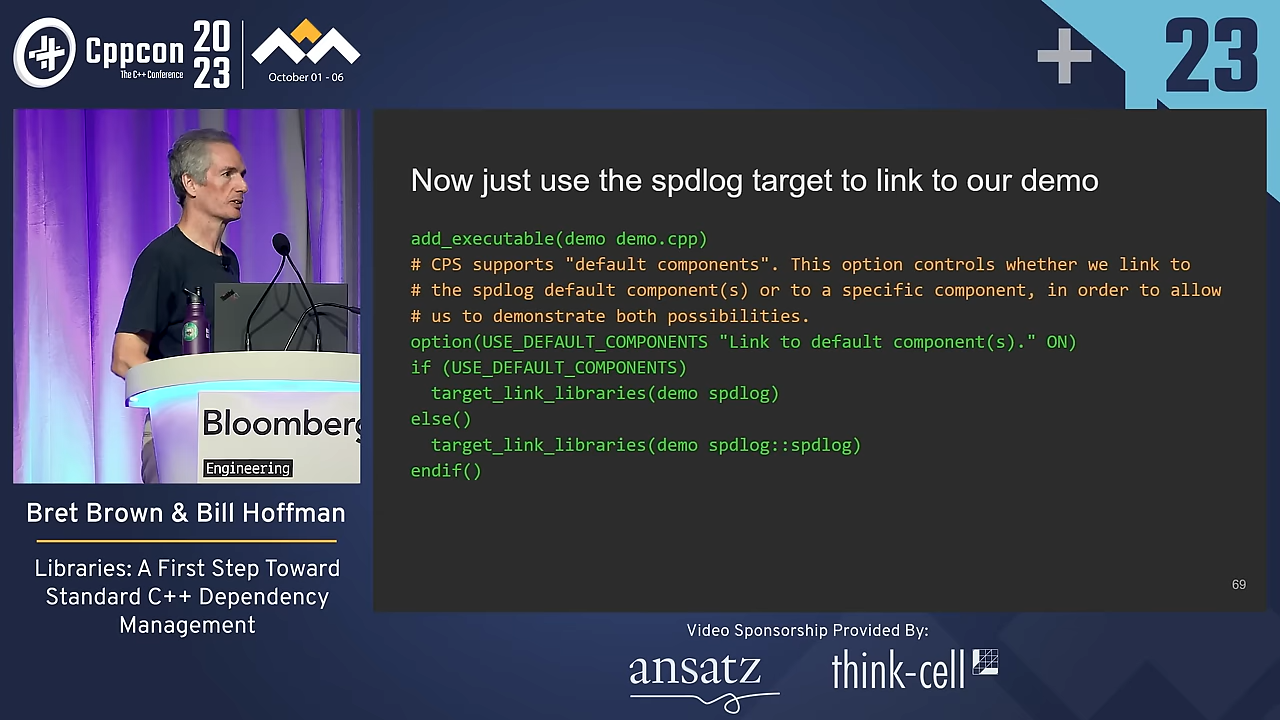 Cppcon
The C++ Conference
20
23
October 01 - 06
23
Now just use the spdlog target to link to our demo
add_executable(demo demo.cpp)
# CPS supports "default components". This option controls whether we link to
# the spdlog default component(s) or to a specific component, in order to allow
# us to demonstrate both possibilities.
option(USE_DEFAULT_COMPONENTS "Link to default component(s)." ON)
if (USE_DEFAULT_COMPONENTS)
  target_link_libraries(demo spdlog)
else()
  target_link_libraries(demo spdlog::spdlog)
endif()
69
Bloomberg
Engineering
Bret Brown & Bill Hoffman
Libraries: A First Step Toward
Standard C++ Dependency
Management
Video Sponsorship Provided By:
ansatz
think-cell